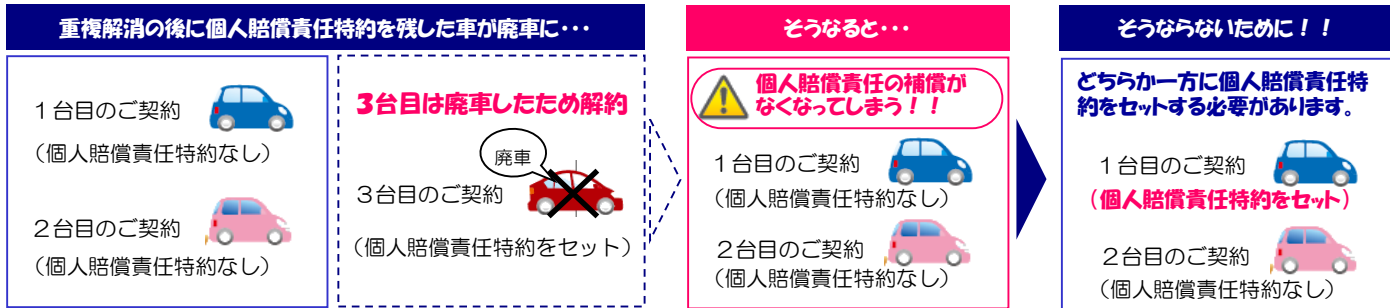 重複解消の後に個人賠償責任特約を残した車が廃車に･･･
１台目のご契約
（個人賠償責任特約なし）
２台目のご契約
（個人賠償責任特約なし）
３台目は廃車したため解約
廃車
３台目のご契約
（個人賠償責任特約をセット）
そうなると･･･
個人賠償責任の補償が
なくなってしまう！！
１台目のご契約
（個人賠償責任特約なし）
２台目のご契約
（個人賠償責任特約なし）
そうならないために！！
どちらか一方に個人賠償責任特
約をセットする必要があります。
１台目のご契約
（個人賠償責任特約をセット）
２台目のご契約
（個人賠償責任特約なし）